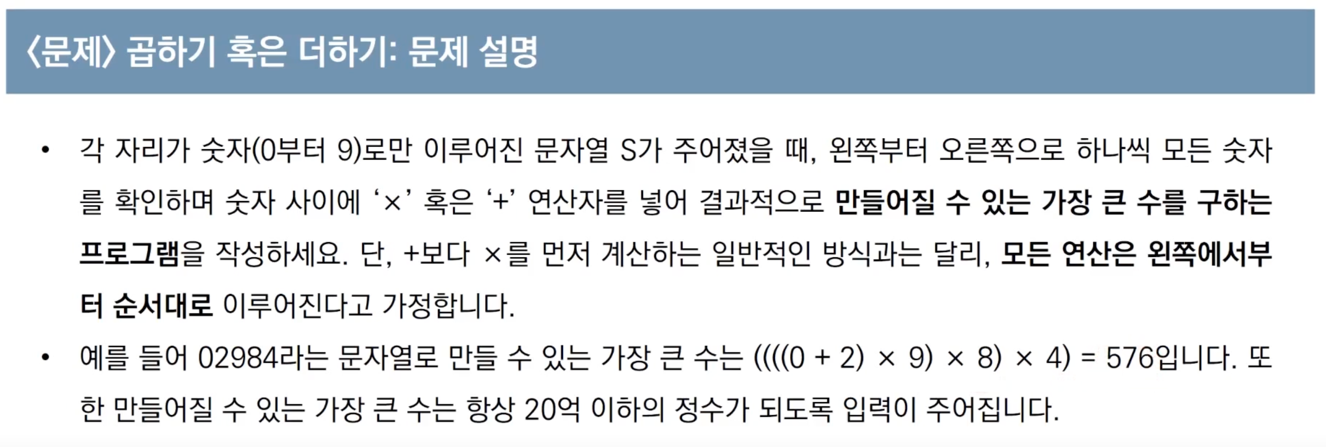 <문제> 곱하기 혹은 더하기: 문제 설명
• 각 자리가 숫자(0부터 9)로만 이루어진 문자열 S가 주어졌을 때, 왼쪽부터 오른쪽으로 하나씩 모든 숫자
를 확인하며 숫자 사이에 ‘×’ 혹은 ‘+’ 연산자를 넣어 결과적으로 만들어질 수 있는 가장 큰 수를 구하는
프로그램을 작성하세요. 단, +보다 ×를 먼저 계산하는 일반적인 방식과는 달리, 모든 연산은 왼쪽에서부
터 순서대로 이루어진다고 가정합니다.
• 예를 들어 02984라는 문자열로 만들 수 있는 가장 큰 수는 ((((0 + 2) × 9) × 8) × 4) = 576입니다. 또
한 만들어질 수 있는 가장 큰 수는 항상 20억 이하의 정수가 되도록 입력이 주어집니다.